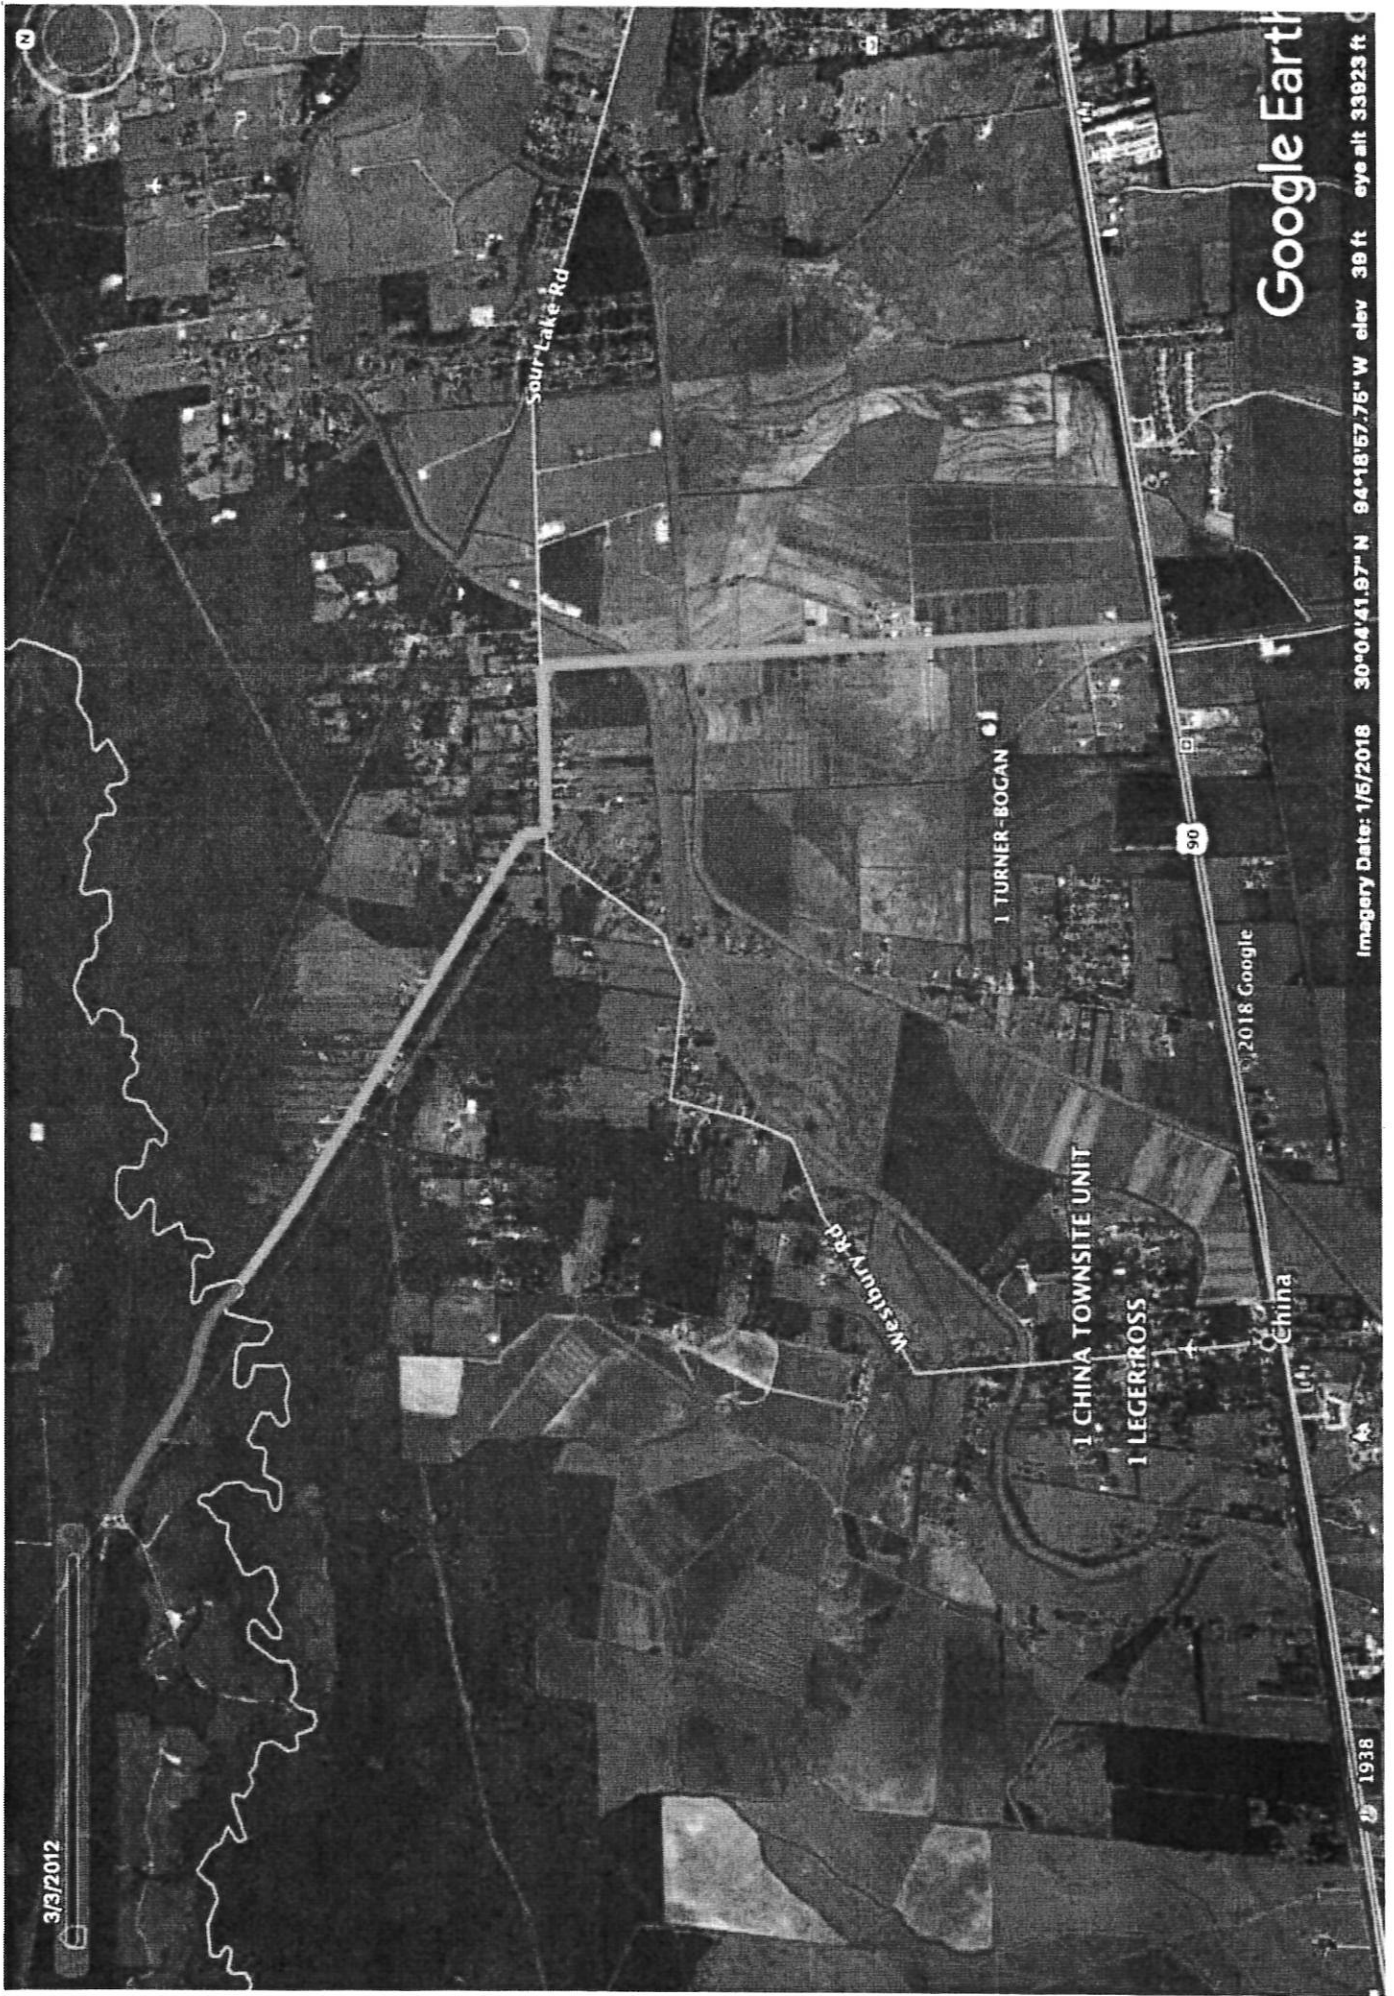 3/3/2012
N
Sour Lake Rd
Westbury Rd
1 TURNER-BOGAN
1 CHINA TOWNSITE UNIT
1 LEGER-ROSS
90
China
© 2018 Google
Google Earth
1938
Imagery Date: 1/5/2018 30°04'41.97" N 94°18'57.75" W elev 39 ft eye alt 33923 ft